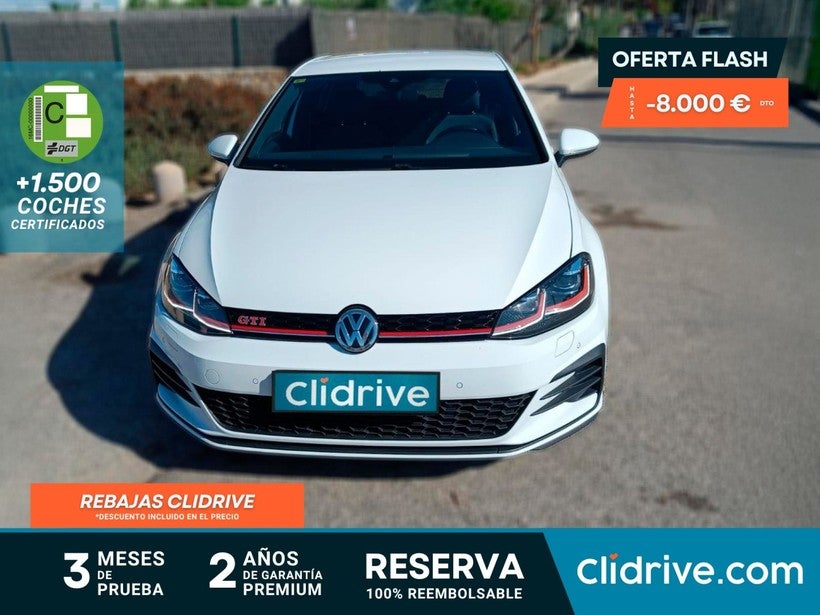 C
DGT
+1.500
COCHES
CERTIFICADOS
OFERTA FLASH
HASTA
-8.000 €
DTO
GTI
VW
Clidrive
REBAJAS CLIDRIVE
*DESCUENTO INCLUIDO EN EL PRECIO
3 MESES
DE
PRUEBA
2 AÑOS
DE GARANTÍA
PREMIUM
RESERVA
100% REEMBOLSABLE
Clidrive.com